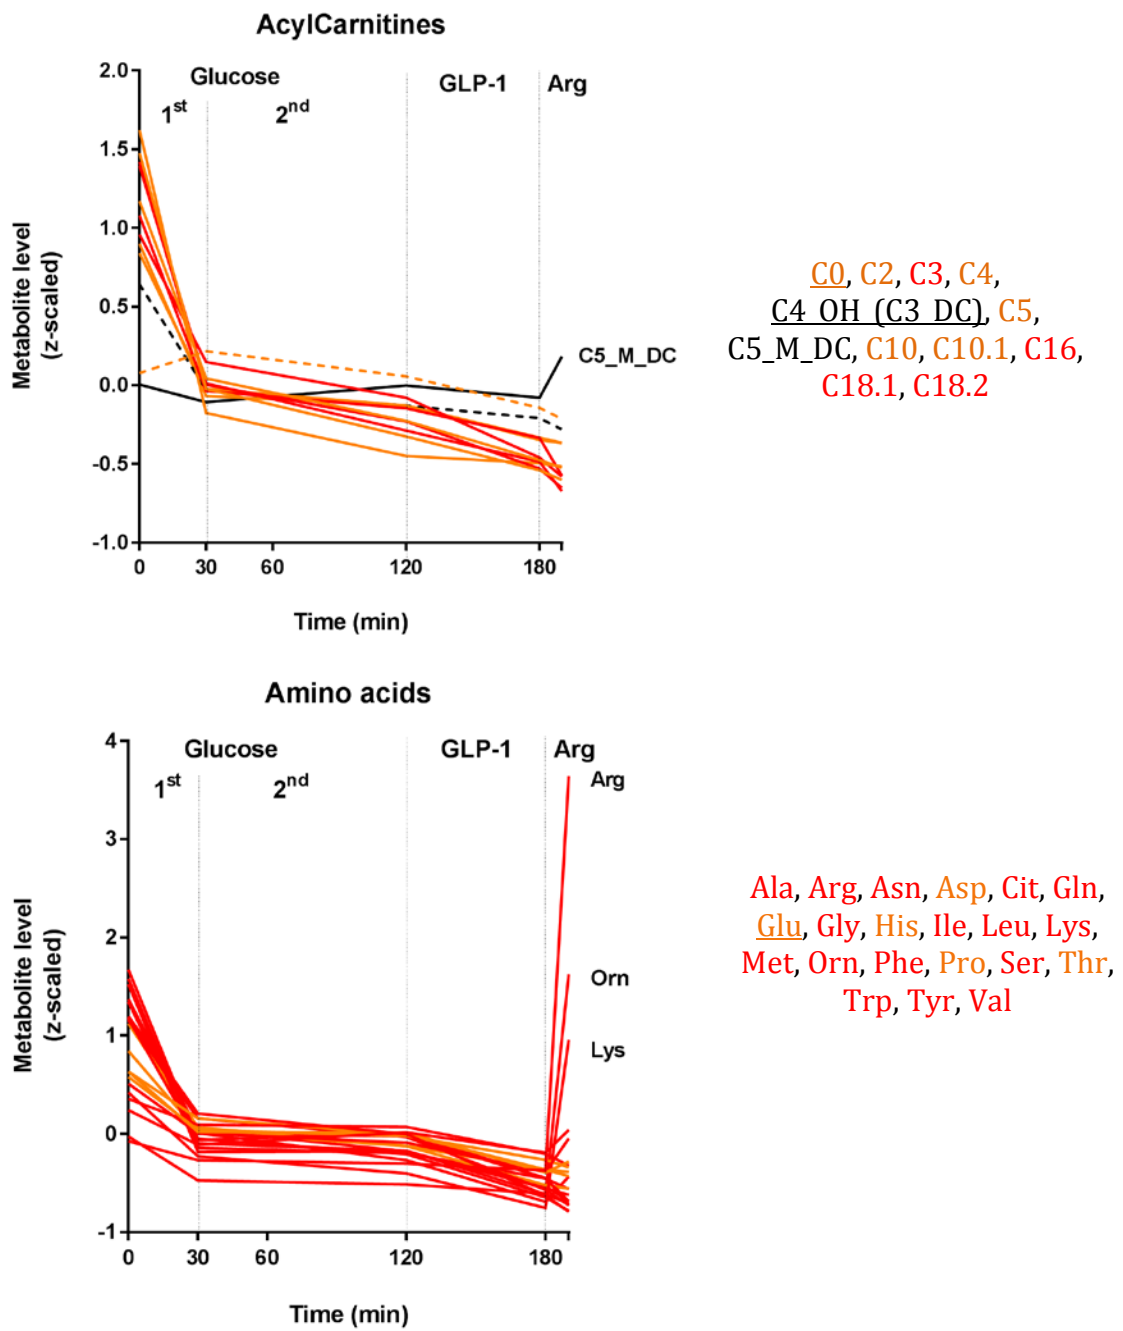 AcylCarnitines
2.0
1.5
1.0
0.5
0.0
-0.5
-1.0
Metabolite level
(z-scaled)
Glucose
1st
2nd
GLP-1
Arg
C5_M_DC
0 30 60 120 180
Time (min)
C0, C2, C3, C4,
C4_OH_(C3_DC), C5,
C5_M_DC, C10, C10.1, C16,
C18.1, C18.2
Amino acids
4
3
2
1
0
-1
Metabolite level
(z-scaled)
Glucose
1st
2nd
GLP-1
Arg
Arg
Orn
Lys
0 30 60 120 180
Time (min)
Ala, Arg, Asn, Asp, Cit, Gln,
Glu, Gly, His, Ile, Leu, Lys,
Met, Orn, Phe, Pro, Ser, Thr,
Trp, Tyr, Val